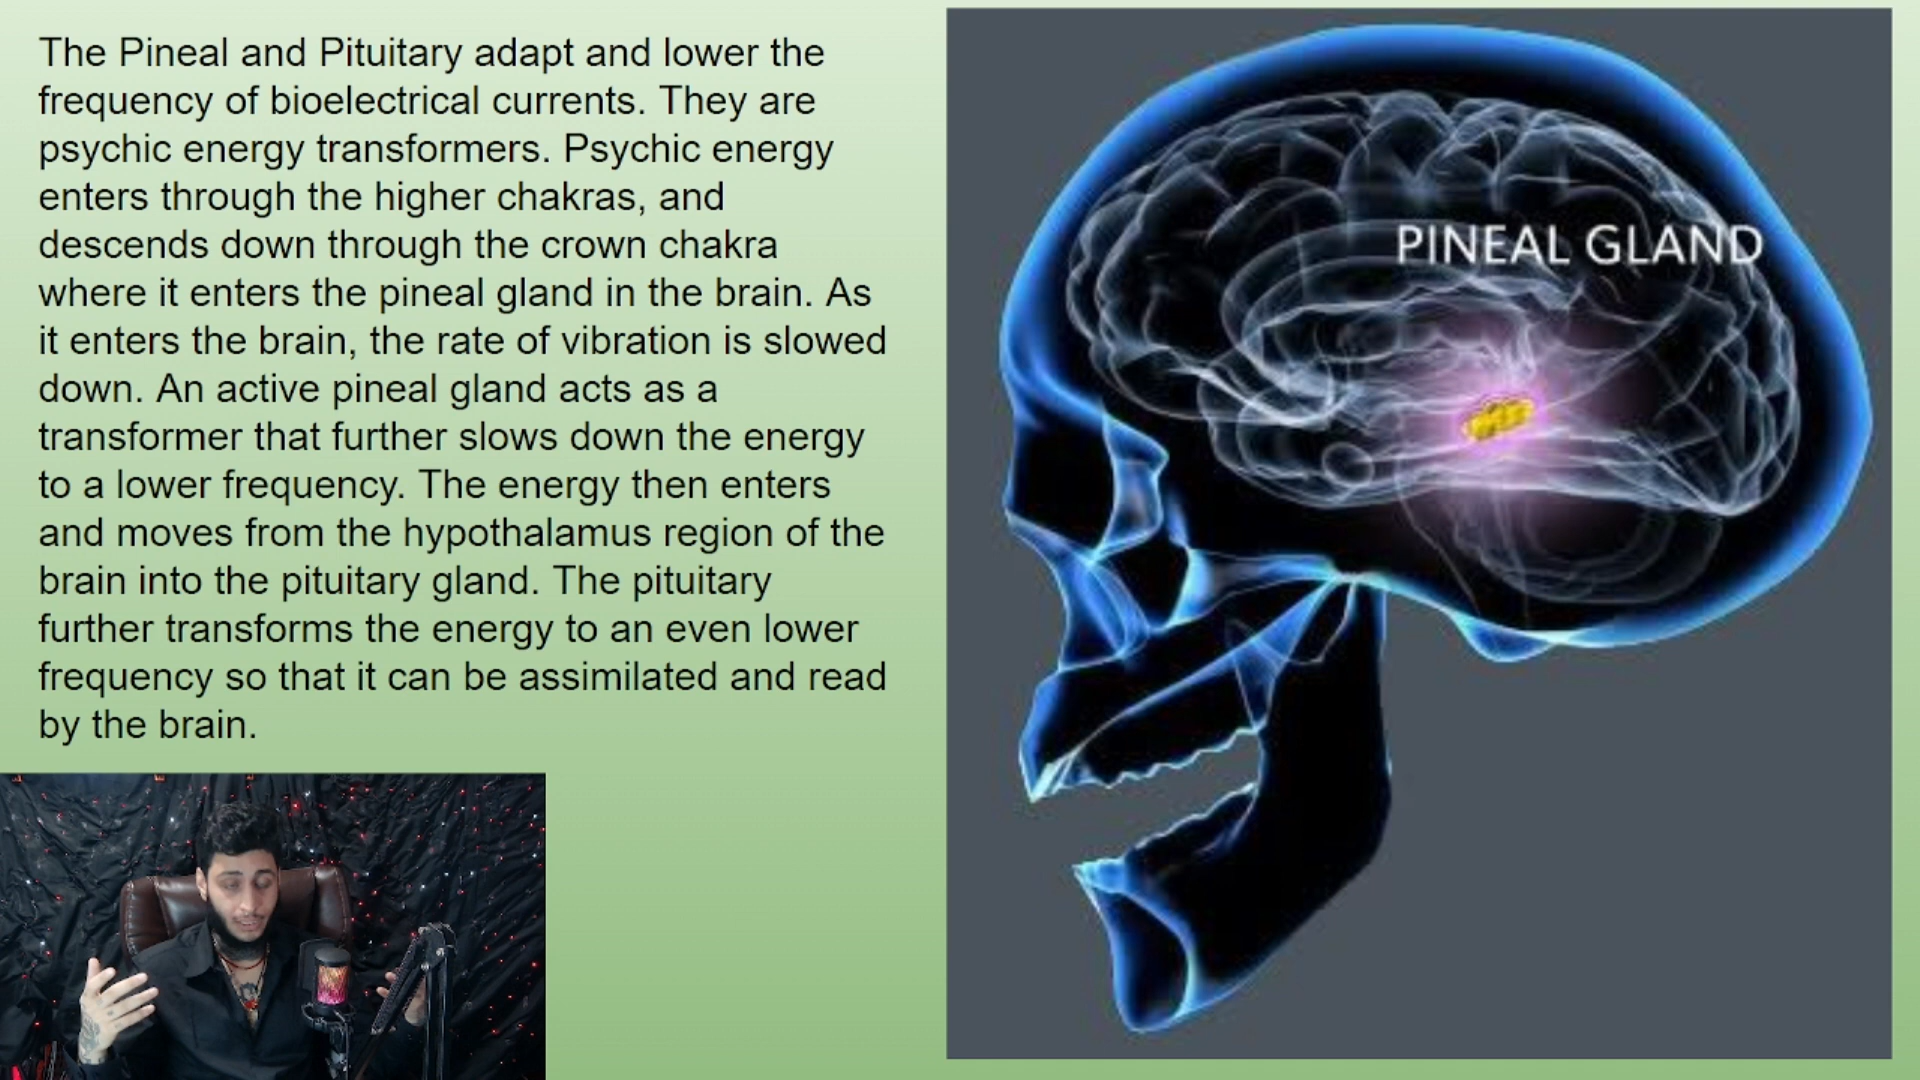 The Pineal and Pituitary adapt and lower the
frequency of bioelectrical currents. They are
psychic energy transformers. Psychic energy
enters through the higher chakras, and
descends down through the crown chakra
where it enters the pineal gland in the brain. As
it enters the brain, the rate of vibration is slowed
down. An active pineal gland acts as a
transformer that further slows down the energy
to a lower frequency. The energy then enters
and moves from the hypothalamus region of the
brain into the pituitary gland. The pituitary
further transforms the energy to an even lower
frequency so that it can be assimilated and read
by the brain.
PINEAL GLAND